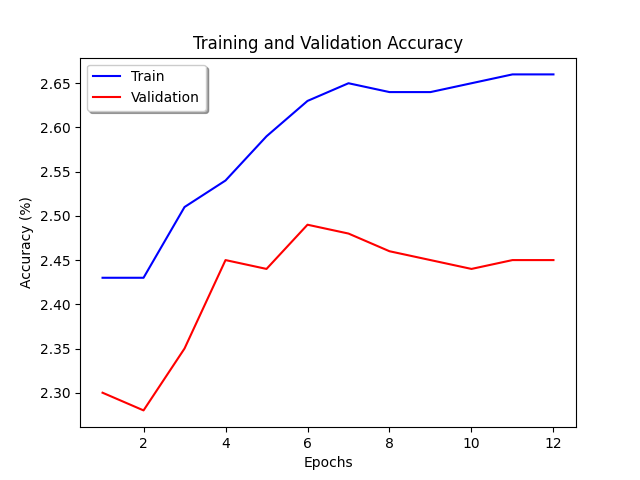 Training and Validation Accuracy
Train
Validation
Accuracy (%)
2.65
2.60
2.55
2.50
2.45
2.40
2.35
2.30
2 4 6 8 10 12
Epochs